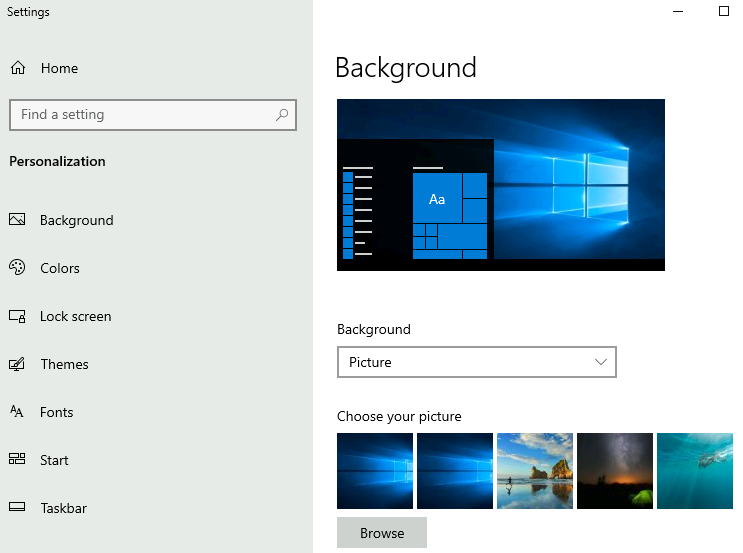 Settings
Home
Find a setting
Personalization
Background
Colors
Lock screen
Themes
Fonts
Start
Taskbar
Background
Aa
Background
Picture
Choose your picture
Browse